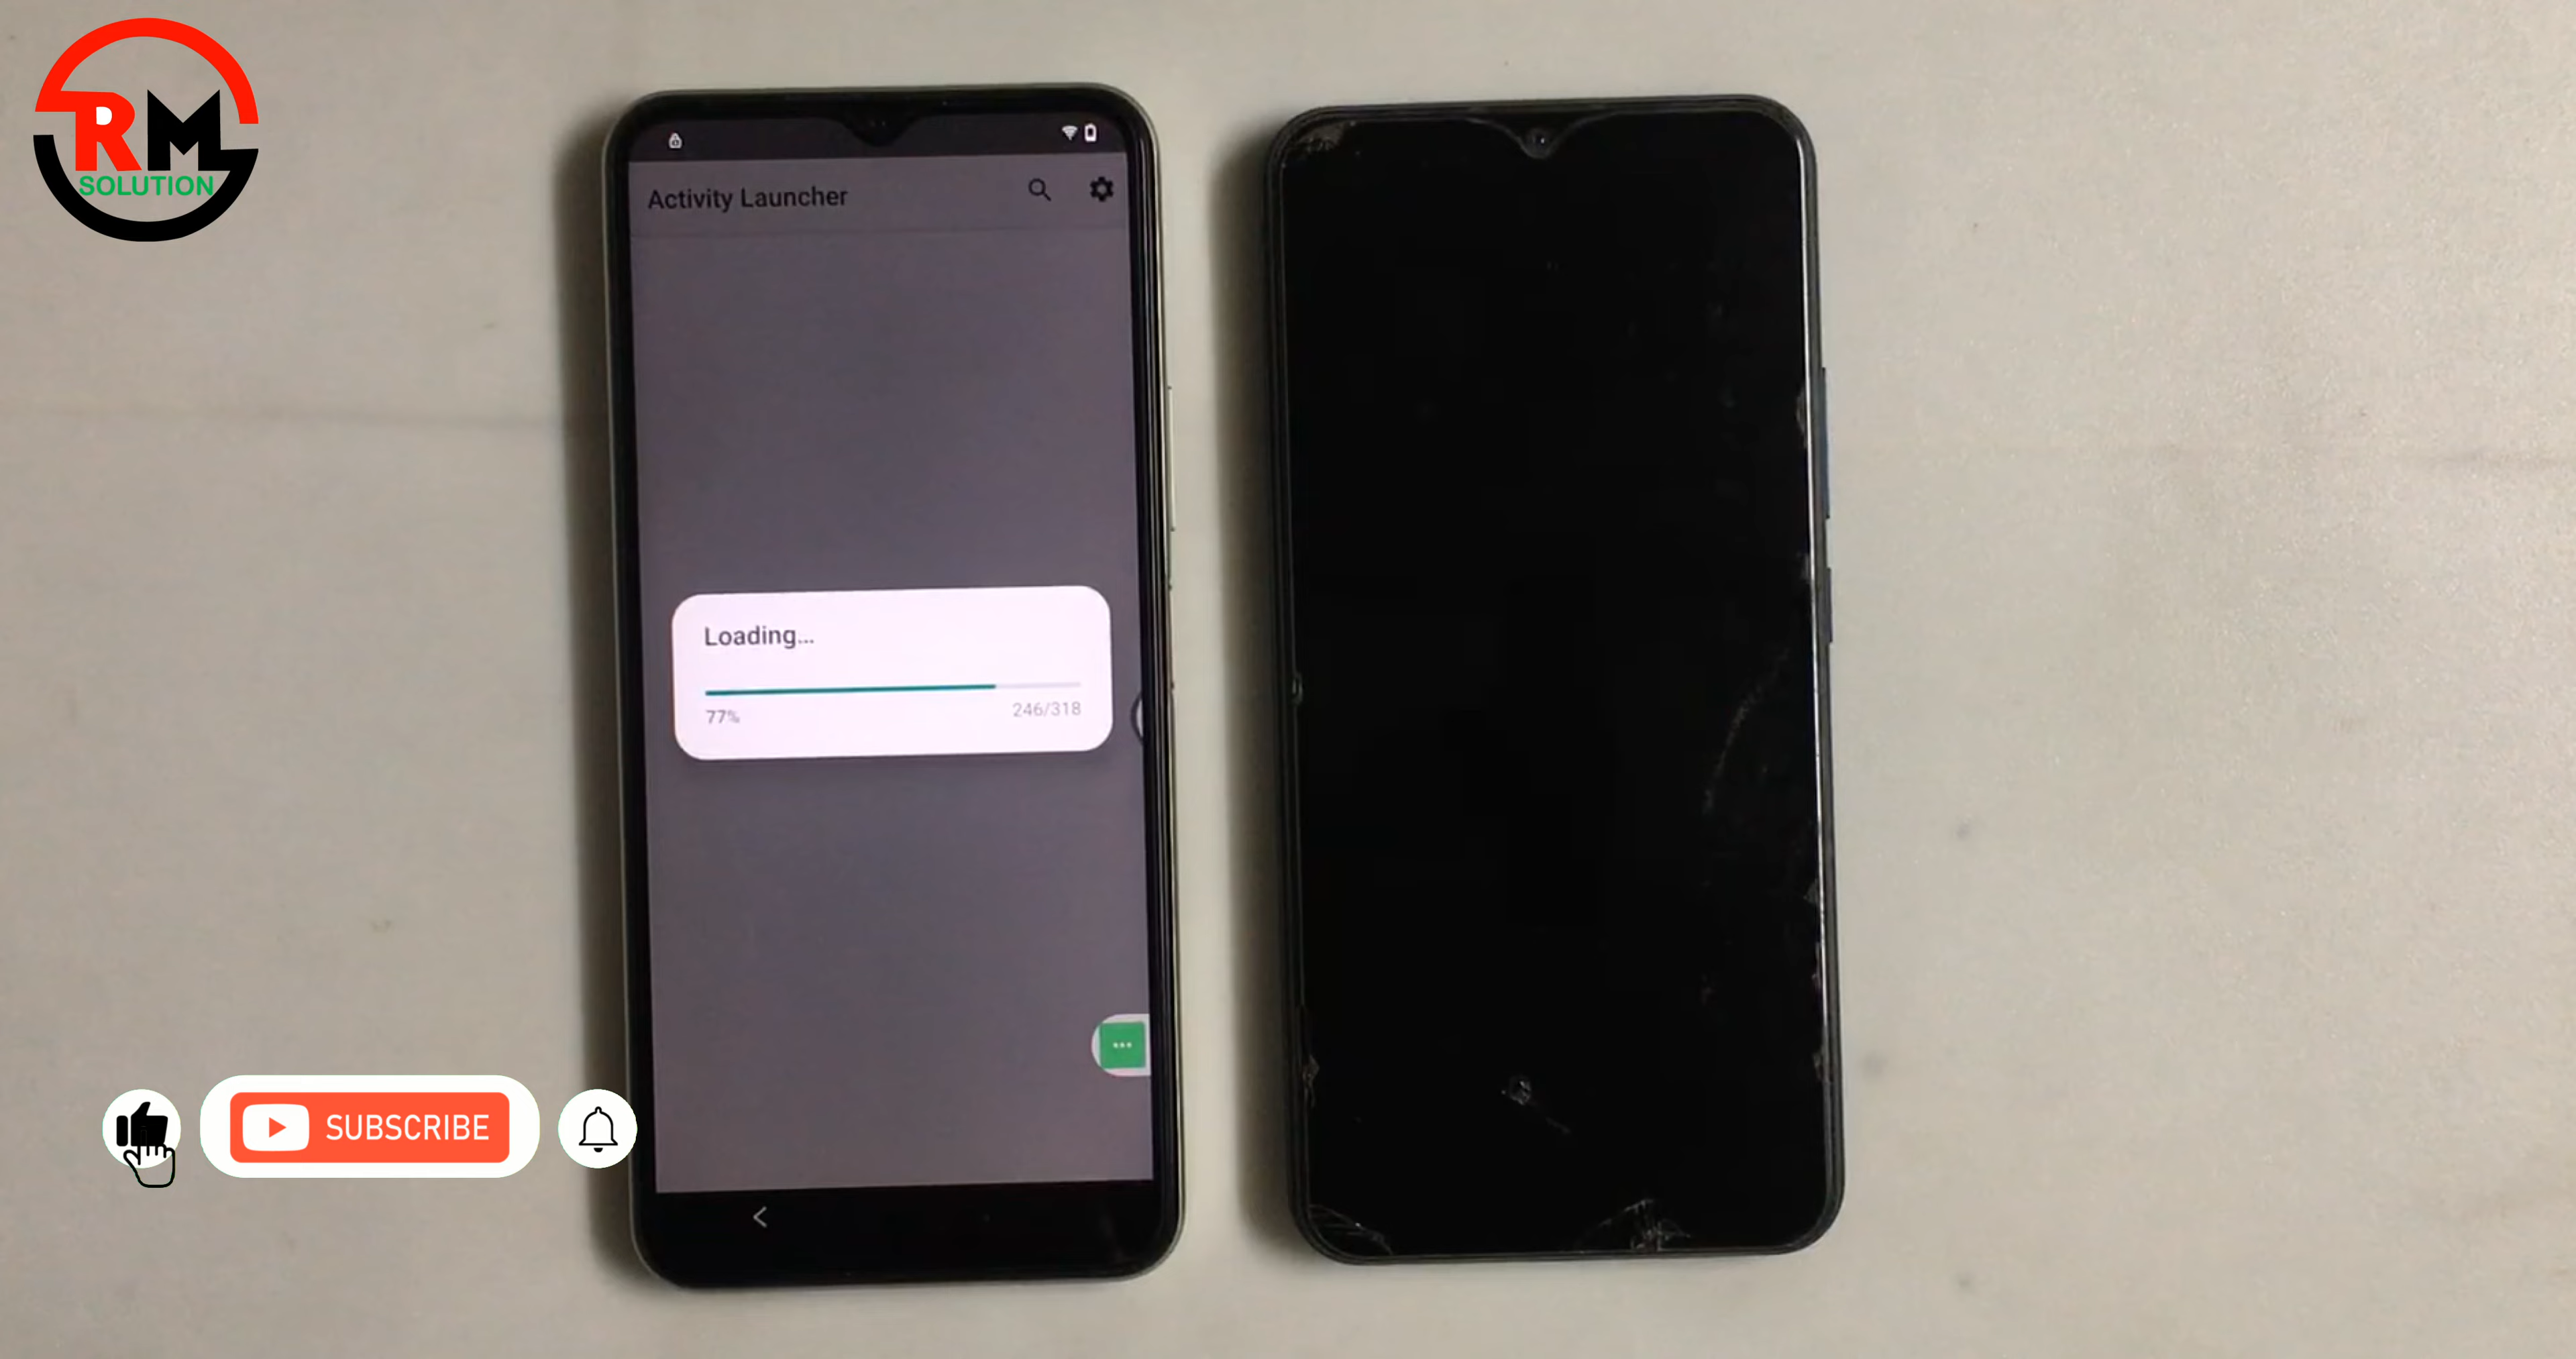 RM
SOLUTION
Activity Launcher
Loading...
77%
246/318
SUBSCRIBE